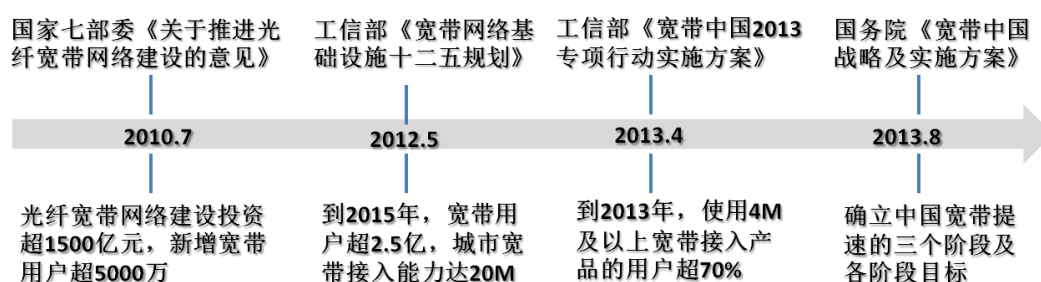 国家七部委《关于推进光
纤宽带网络建设的意见》
工信部《宽带网络基
础设施十二五规划》
工信部《宽带中国2013
专项行动实施方案》
国务院《宽带中国
战略及实施方案》
2010.7
2012.5
2013.4
2013.8
光纤宽带网络建设投资
超1500亿元，新增宽带
用户超5000万
到2015年，宽带用
户超2.5亿，城市宽
带接入能力达20M
到2013年，使用4M
及以上宽带接入产
品的用户超70%
确立中国宽带提
速的三个阶段及
各阶段目标